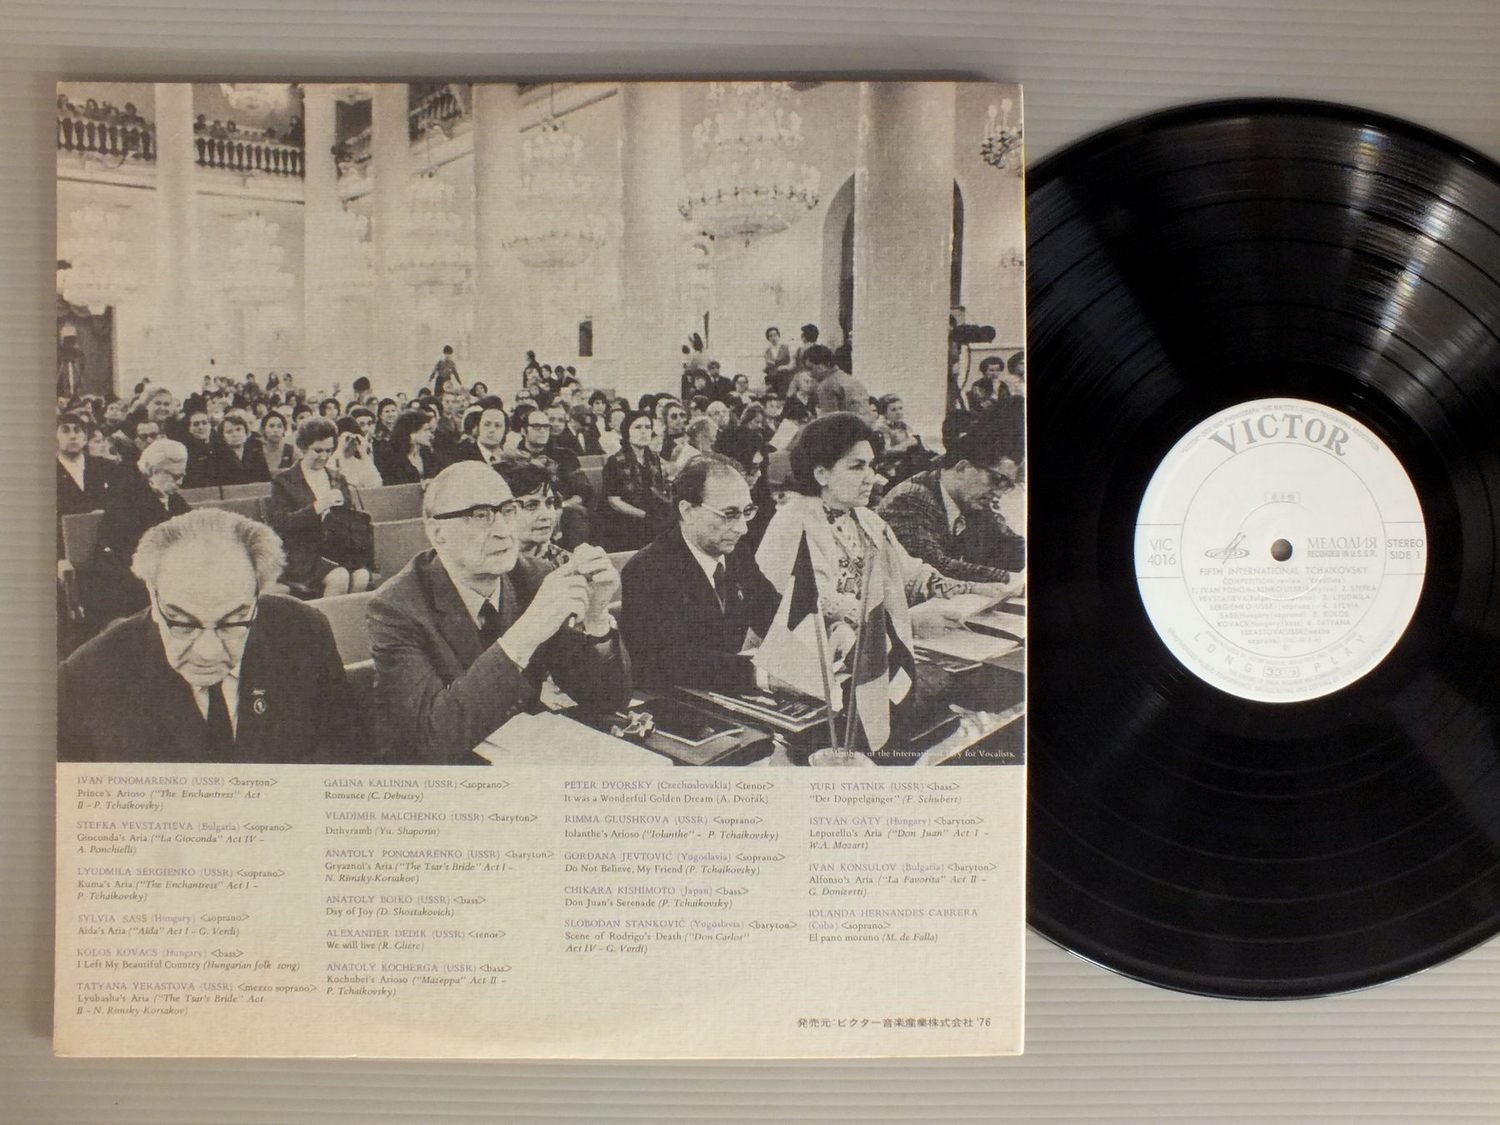 Members of the International Jury for Vocalists.
IVAN PONOMARENKO (USSR) <baryton>
Prince's Arioso ("The Enchantress" Act
II – P. Tchaikovsky)
STEFKA YEVSTATIEVA (Bulgaria) <soprano>
Gioconda's Aria ("La Gioconda" Act IV –
A. Ponchielli)
LYUDMILA SERGIENKO (USSR) <soprano>
Kuma's Aria ("The Enchantress" Act I –
P. Tchaikovsky)
SYLVIA SASS (Hungary) <soprano>
Aida's Aria ("Aida" Act I – G. Verdi)
KOLOS KOVACS (Hungary) <bass>
I Left My Beautiful Country (Hungarian folk song)
TATYANA YERASTOVA (USSR) <mezzo soprano>
Lyubasha's Aria ("The Tsar's Bride" Act
II – N. Rimsky-Korsakov)
GALINA KALININA (USSR) <soprano>
Romance (C. Debussy)
VLADIMIR MALCHENKO (USSR) <baryton>
Dithyramb (Yu. Shaporin)
ANATOLY PONOMARENKO (USSR) <baryton>
Gryaznoi's Aria ("The Tsar's Bride" Act I –
N. Rimsky-Korsakov)
ANATOLY BOIKO (USSR) <bass>
Day of Joy (D. Shostakovich)
ALEXANDER DEDIK (USSR) <tenor>
We will live (R. Gliere)
ANATOLY KOCHERGA (USSR) <bass>
Kochubei's Arioso ("Mazeppa" Act II –
P. Tchaikovsky)
PETER DVORSKY (Czechoslovakia) <tenor>
It was a Wonderful Golden Dream (A. Dvořák)
RIMMA GLUSHKOVA (USSR) <soprano>
Iolanthe's Arioso ("Iolanthe" – P. Tchaikovsky)
GORDANA JEVTOVIĆ (Yugoslavia) <soprano>
Do Not Believe, My Friend (P. Tchaikovsky)
CHIKARA KISHIMOTO (Japan) <bass>
Don Juan's Serenade (P. Tchaikovsky)
SLOBODAN STANKOVIĆ (Yugoslavia) <baryton>
Scene of Rodrigo's Death ("Don Carlos"
Act IV – G. Verdi)
YURI STATNIK (USSR) <bass>
"Der Doppelgänger" (F. Schubert)
ISTVAN GATY (Hungary) <baryton>
Leporello's Aria ("Don Juan" Act I –
W.A. Mozart)
IVAN KONSULOV (Bulgaria) <baryton>
Alfonso's Aria ("La Favorita" Act II –
G. Donizetti)
IOLANDA HERNANDES CABRERA
(Cuba) <soprano>
El pano moruno (M. de Falla)
発売元:ビクター音楽産業株式会社 '76
VICTOR
VIC
4016
МЕЛОДИЯ
RECORDED IN U.S.S.R.
STEREO
SIDE 1
FIFTH INTERNATIONAL TCHAIKOVSKY
LONG 33⅓ PLAY